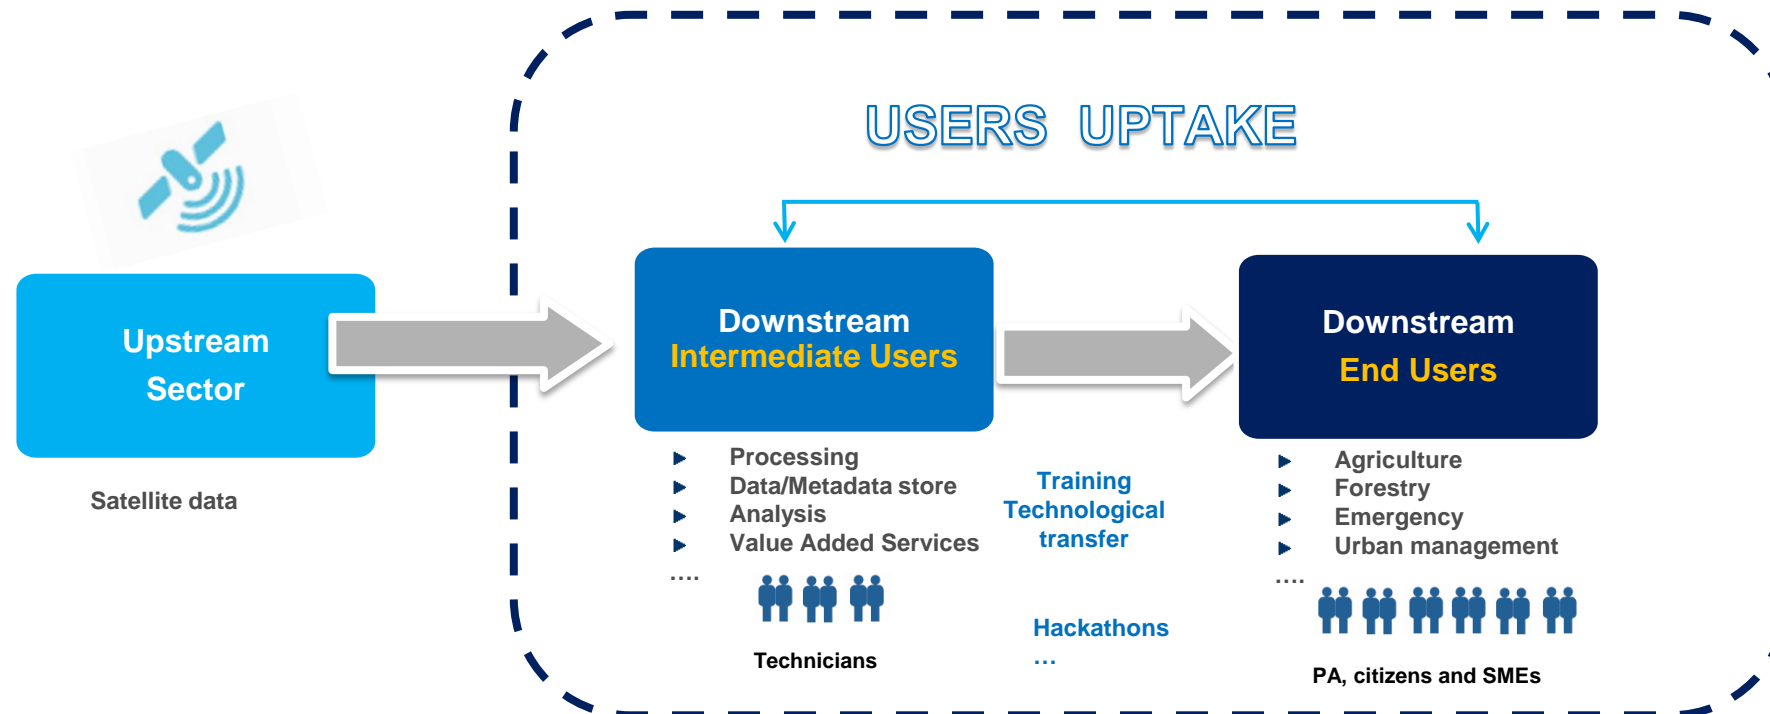 USERS UPTAKE
Upstream
Sector
Satellite data
Downstream
Intermediate Users
Processing
Data/Metadata store
Analysis
Value Added Services
....
Technicians
Training
Technological
transfer
Hackathons
...
Downstream
End Users
Agriculture
Forestry
Emergency
Urban management
....
PA, citizens and SMEs